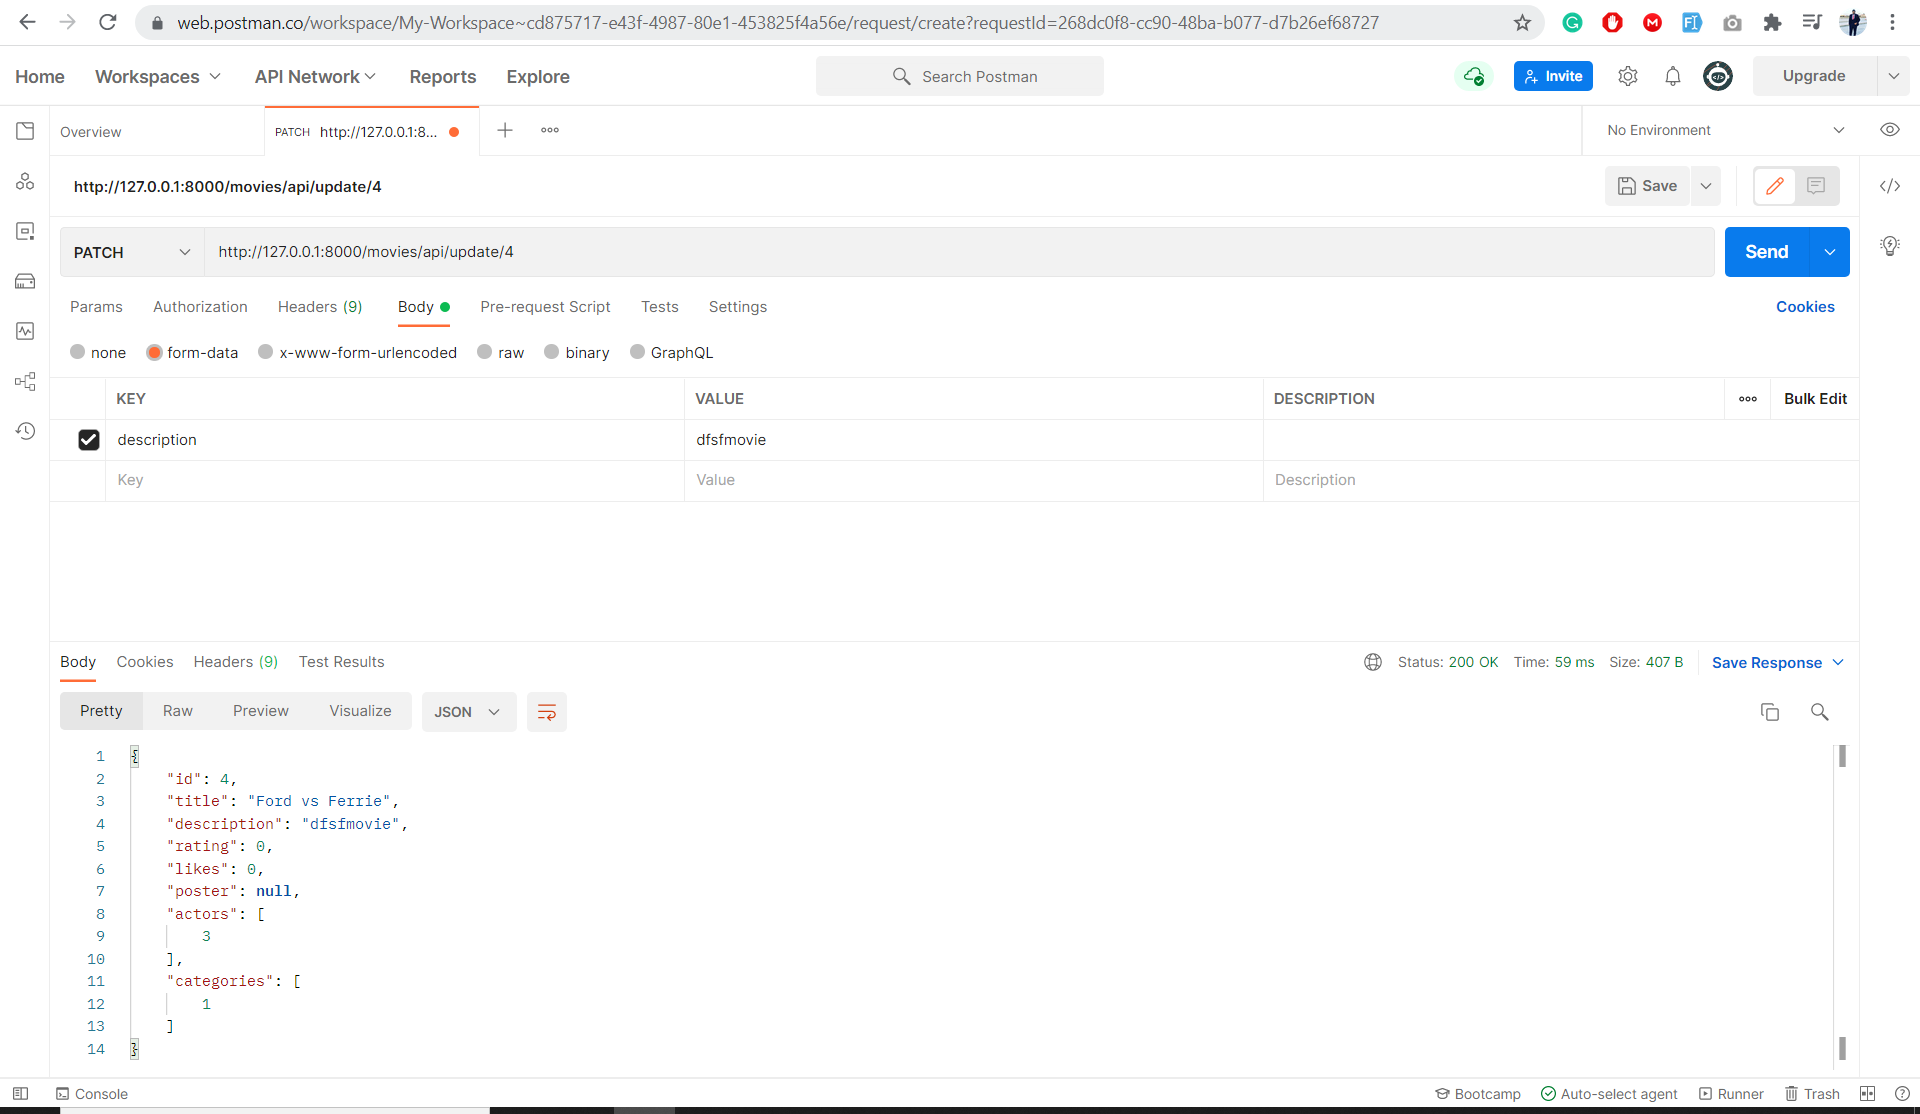 web.postman.co/workspace/My-Workspace~cd875717-e43f-4987-80e1-453825f4a56e/request/create?requestId=268dc0f8-cc90-48ba-b077-d7b26ef68727
Home Workspaces API Network Reports Explore Search Postman Invite Upgrade
Overview PATCH http://127.0.0.1:8... No Environment
http://127.0.0.1:8000/movies/api/update/4 Save
PATCH http://127.0.0.1:8000/movies/api/update/4 Send
Params Authorization Headers (9) Body Pre-request Script Tests Settings Cookies
none form-data x-www-form-urlencoded raw binary GraphQL
KEY VALUE DESCRIPTION Bulk Edit
description dfsfmovie
Key Value Description
Body Cookies Headers (9) Test Results Status: 200 OK Time: 59 ms Size: 407 B Save Response
Pretty Raw Preview Visualize JSON
1 {
2 "id": 4,
3 "title": "Ford vs Ferrie",
4 "description": "dfsfmovie",
5 "rating": 0,
6 "likes": 0,
7 "poster": null,
8 "actors": [
9 3
10 ],
11 "categories": [
12 1
13 ]
14 }
Console Bootcamp Auto-select agent Runner Trash